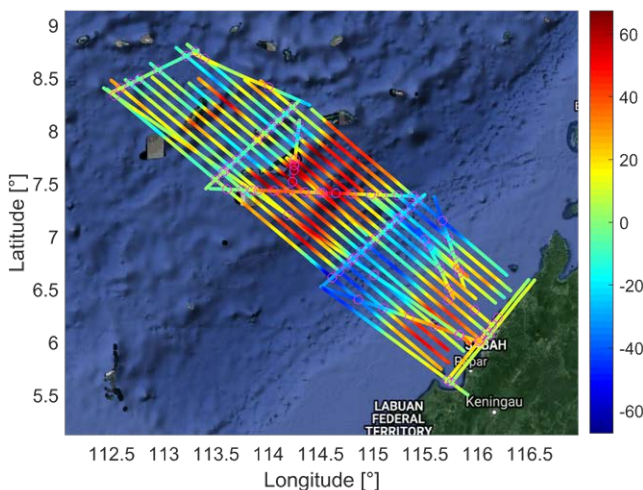 9
8.5
8
7.5
7
6.5
6
5.5
Latitude [°]
112.5 113 113.5 114 114.5 115 115.5 116 116.5
Longitude [°]
60
40
20
0
-20
-40
-60
SABAH
Papar
Keningau
LABUAN
FEDERAL
TERRITORY